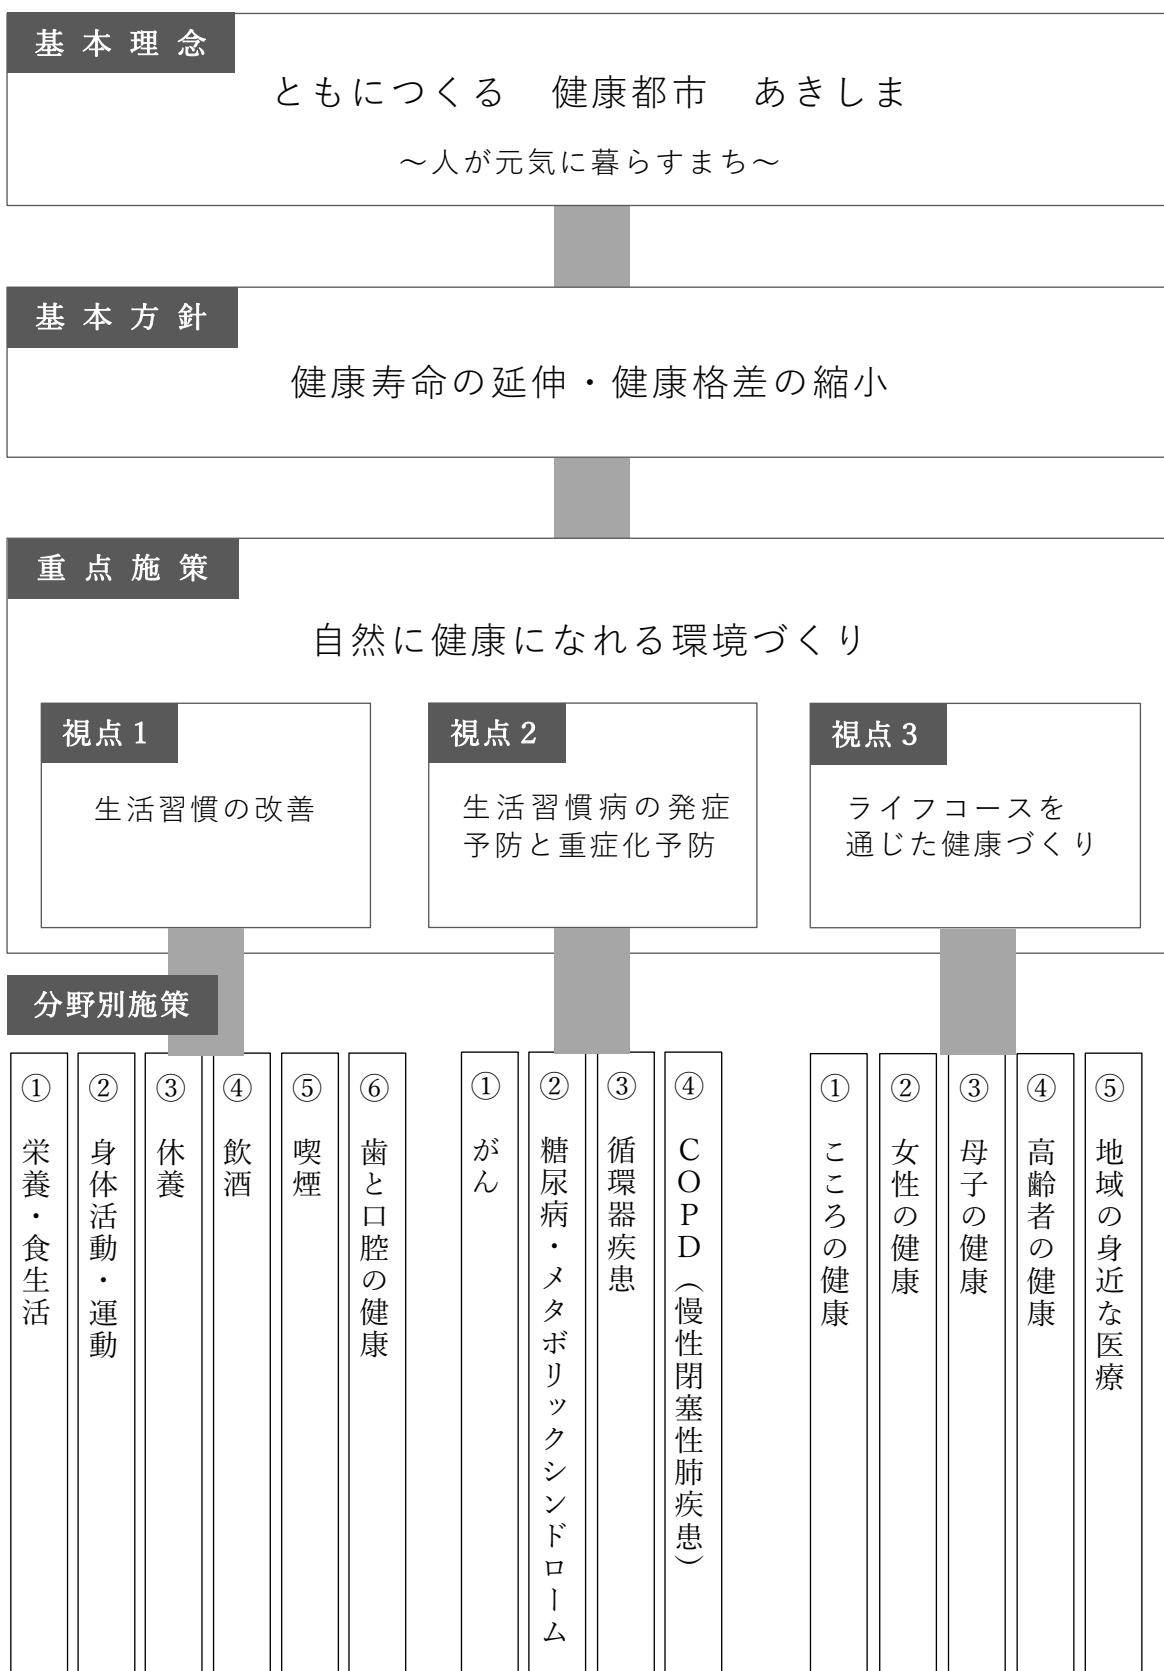 基本理念
ともにつくる　健康都市　あきしま
～人が元気に暮らすまち～
基本方針
健康寿命の延伸・健康格差の縮小
重点施策
自然に健康になれる環境づくり
視点1
生活習慣の改善
視点2
生活習慣病の発症
予防と重症化予防
視点3
ライフコースを
通じた健康づくり
分野別施策
①　栄養・食生活
②　身体活動・運動
③　休養
④　飲酒
⑤　喫煙
⑥　歯と口腔の健康
①　がん
②　糖尿病・メタボリックシンドローム
③　循環器疾患
④　COPD（慢性閉塞性肺疾患）
①　こころの健康
②　女性の健康
③　母子の健康
④　高齢者の健康
⑤　地域の身近な医療